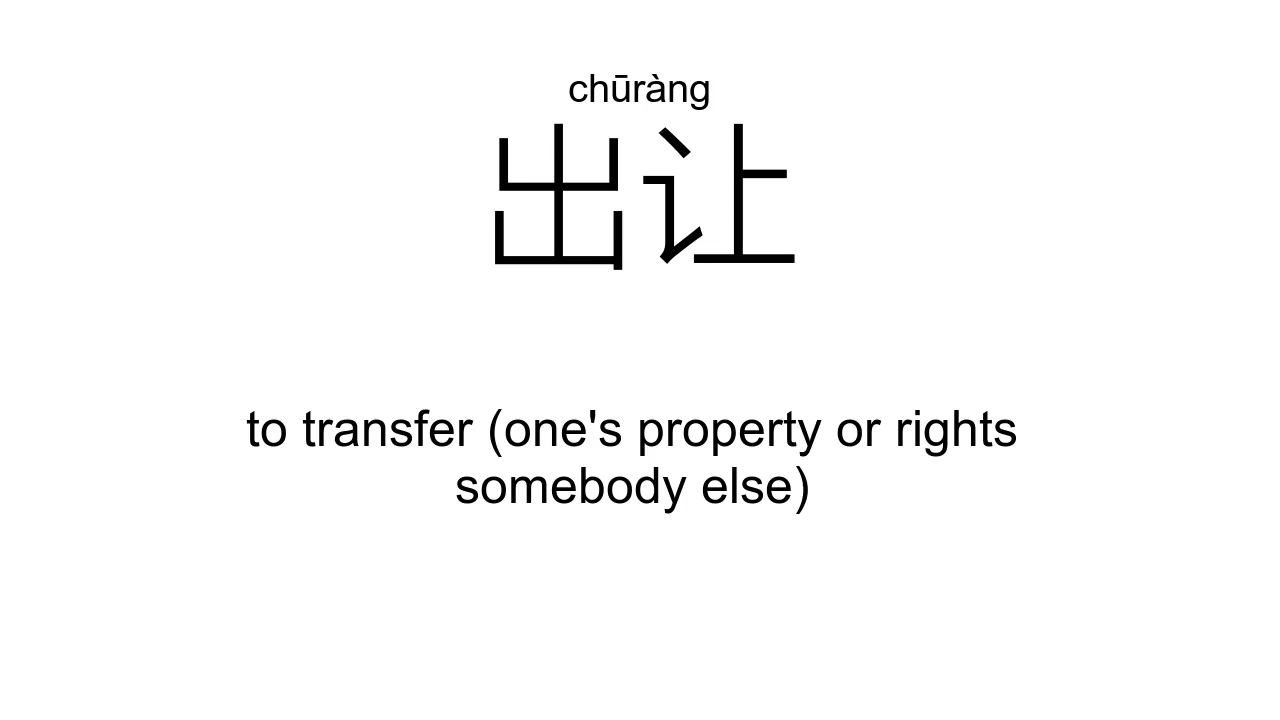 chūràng
出让
to transfer (one's property or rights
somebody else)